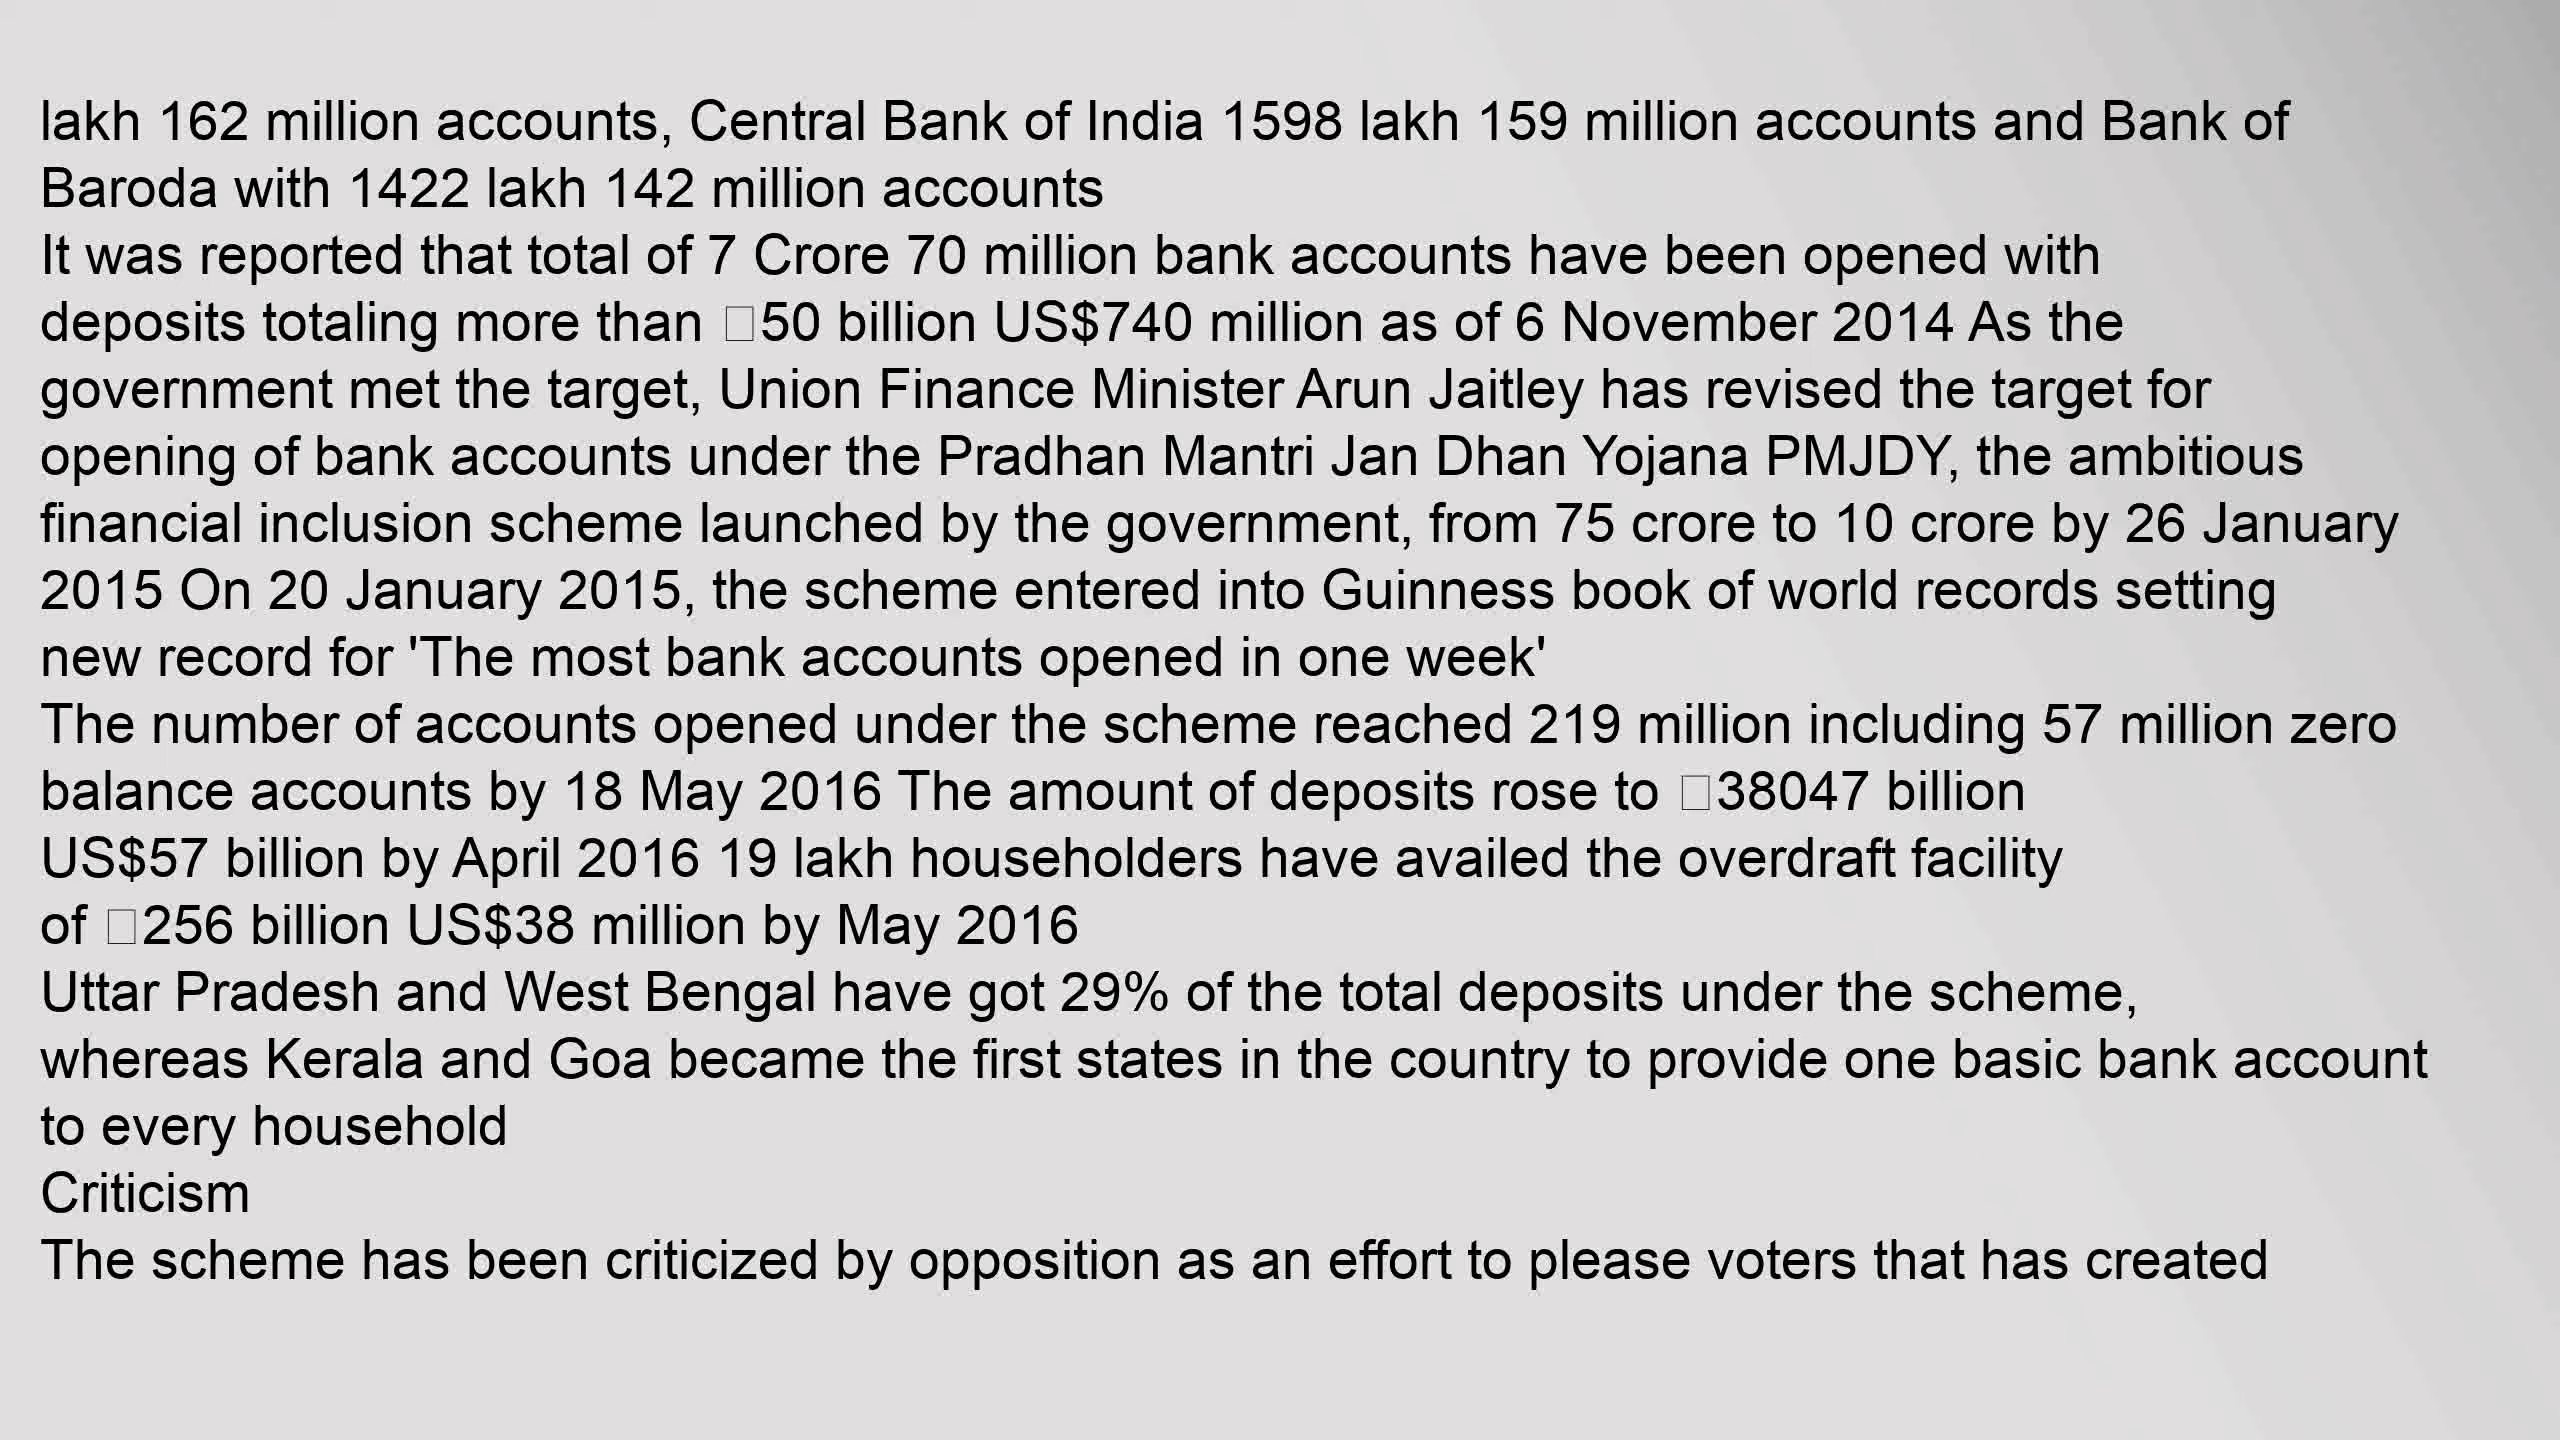 lakh 162 million accounts, Central Bank of India 1598 lakh 159 million accounts and Bank of
Baroda with 1422 lakh 142 million accounts
It was reported that total of 7 Crore 70 million bank accounts have been opened with
deposits totaling more than □50 billion US$740 million as of 6 November 2014 As the
government met the target, Union Finance Minister Arun Jaitley has revised the target for
opening of bank accounts under the Pradhan Mantri Jan Dhan Yojana PMJDY, the ambitious
financial inclusion scheme launched by the government, from 75 crore to 10 crore by 26 January
2015 On 20 January 2015, the scheme entered into Guinness book of world records setting
new record for 'The most bank accounts opened in one week'
The number of accounts opened under the scheme reached 219 million including 57 million zero
balance accounts by 18 May 2016 The amount of deposits rose to □38047 billion
US$57 billion by April 2016 19 lakh householders have availed the overdraft facility
of □256 billion US$38 million by May 2016
Uttar Pradesh and West Bengal have got 29% of the total deposits under the scheme,
whereas Kerala and Goa became the first states in the country to provide one basic bank account
to every household
Criticism
The scheme has been criticized by opposition as an effort to please voters that has created